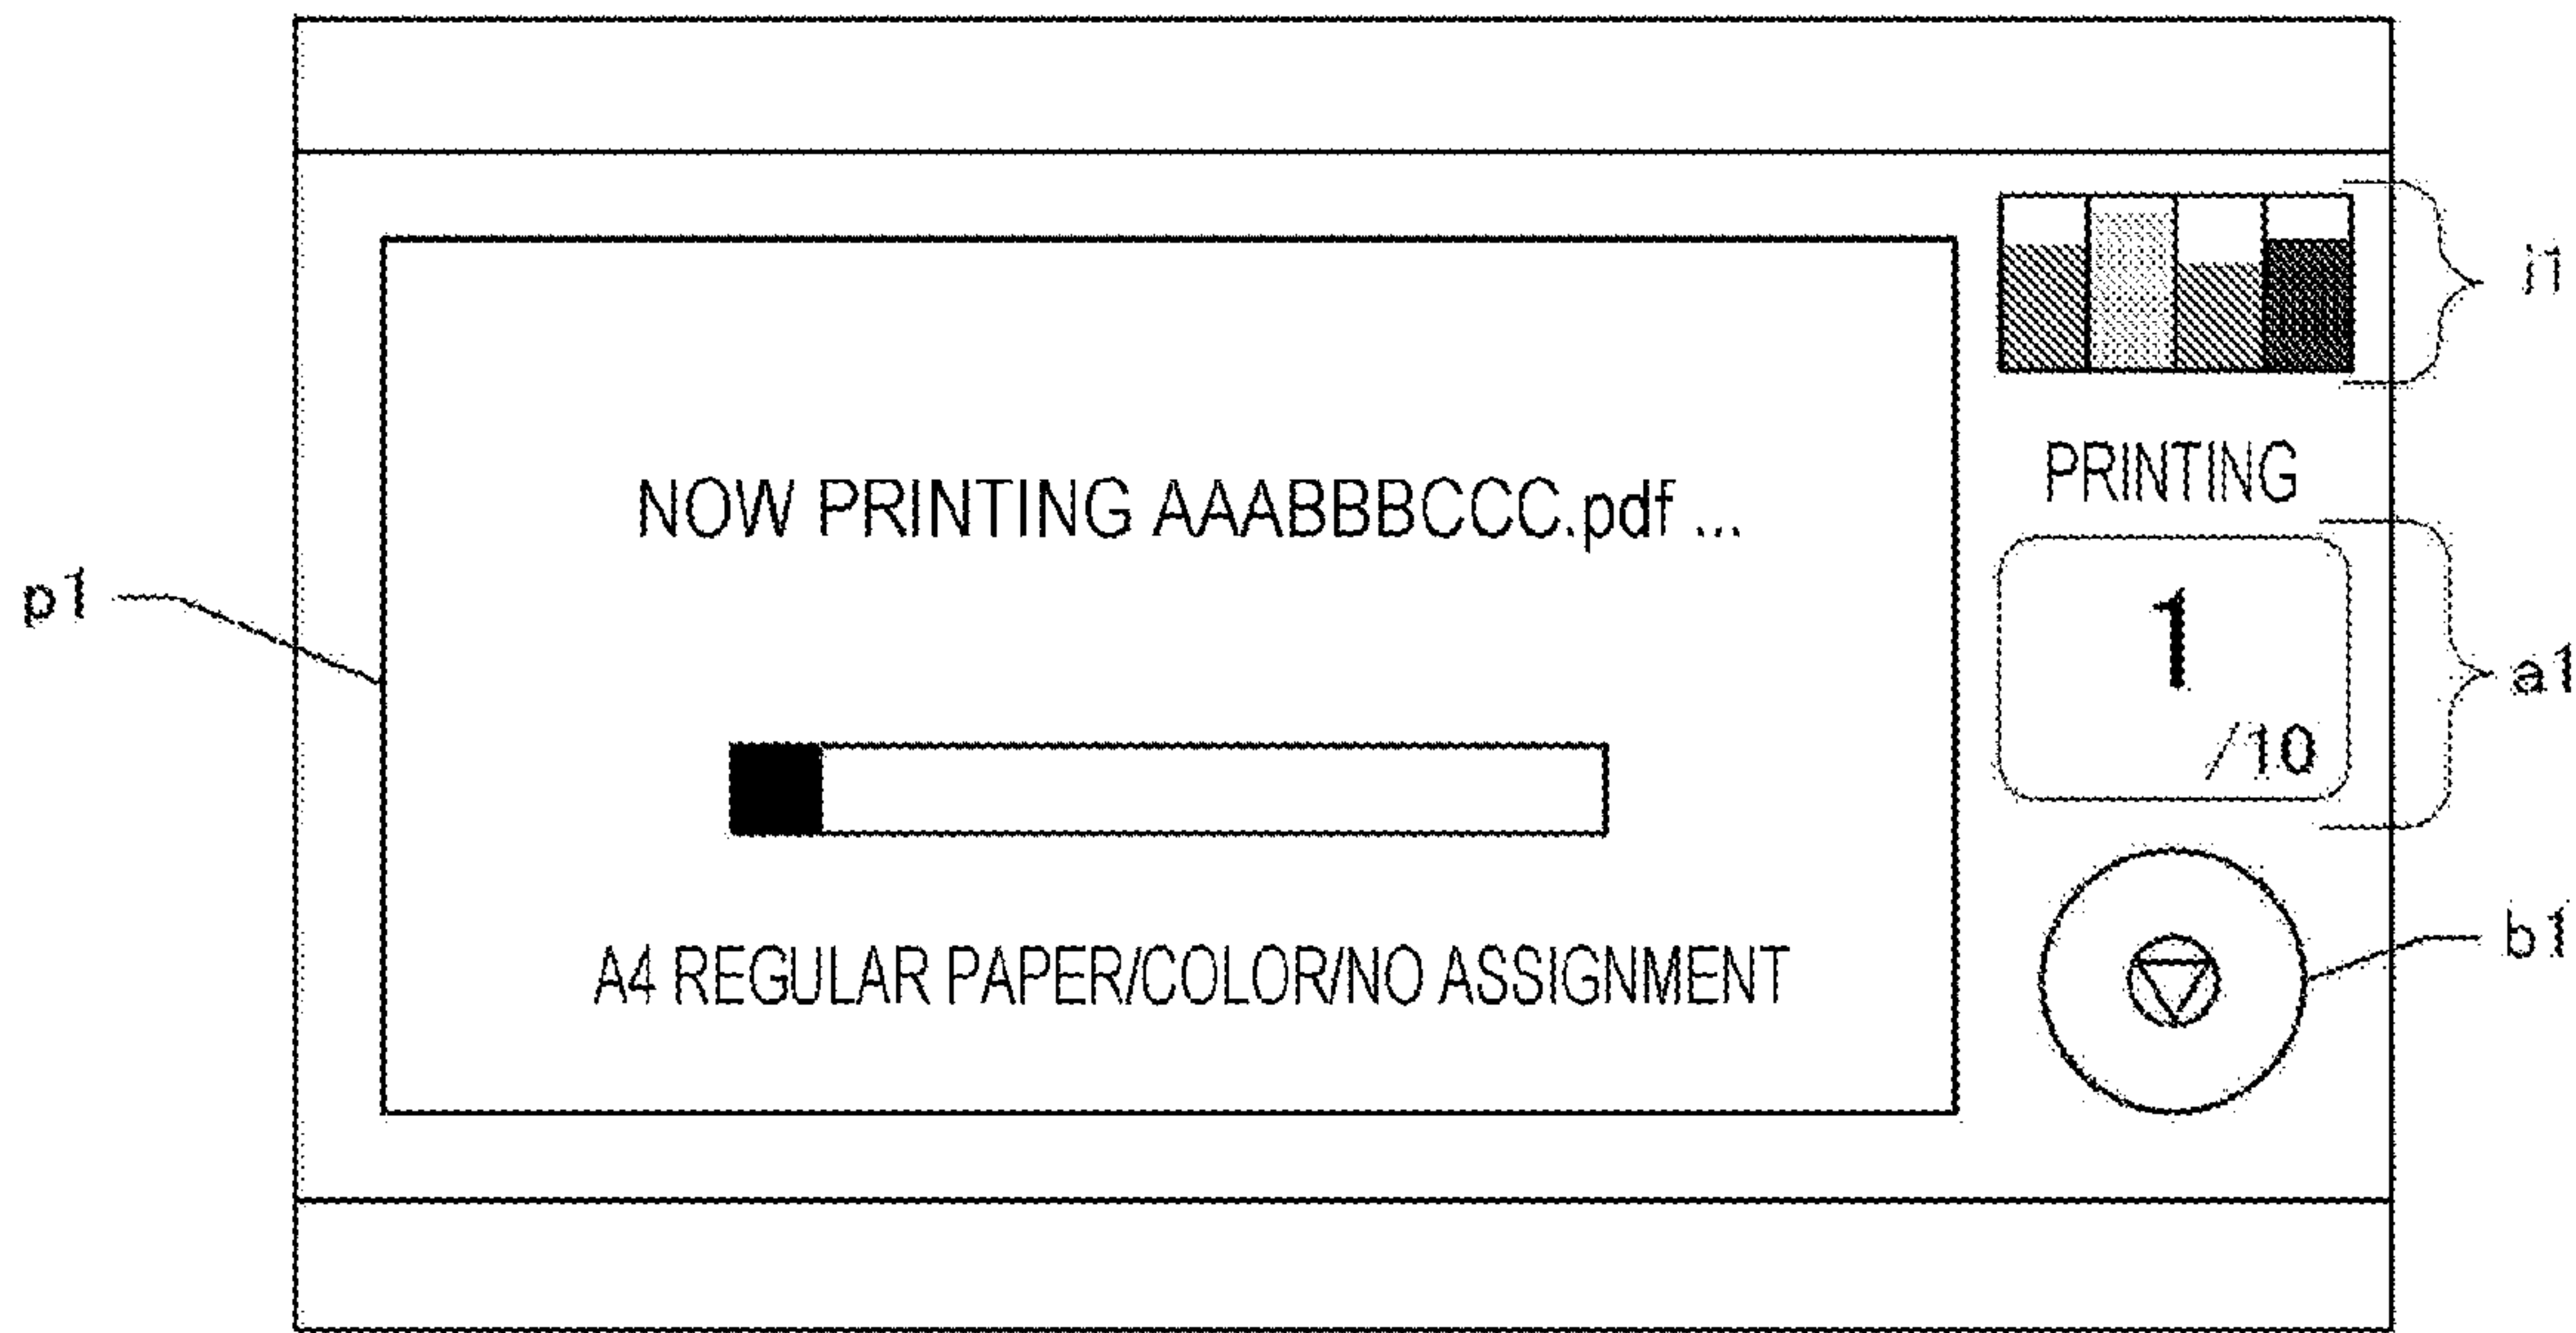 i1
PRINTING
NOW PRINTING AAABBBCCC.pdf ...
p1
1
/10
a1
b1
A4 REGULAR PAPER/COLOR/NO ASSIGNMENT